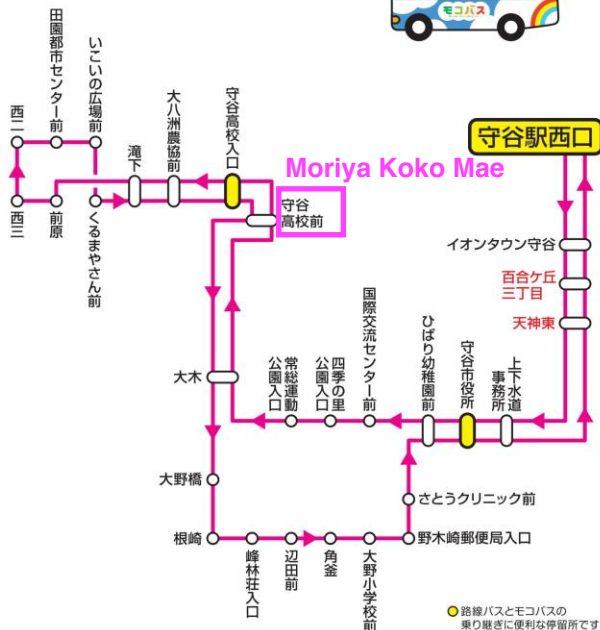 モコバス
守谷駅西口
イオンタウン守谷
百合ケ丘
三丁目
天神東
上下水道
事務所
守谷市役所
ひばり幼稚園前
国際交流センター前
四季の里
公園入口
常総運動
公園入口
大木
守谷
高校前
Moriya Koko Mae
守谷高校入口
大八洲農協前
滝下
くるまやさん前
いこいの広場前
田園都市センター前
西二
西三
前原
大野橋
根崎
峰林荘入口
辺田前
角釜
大野小学校前
野木崎郵便局入口
さとうクリニック前
路線バスとモコバスの
乗り継ぎに便利な停留所です